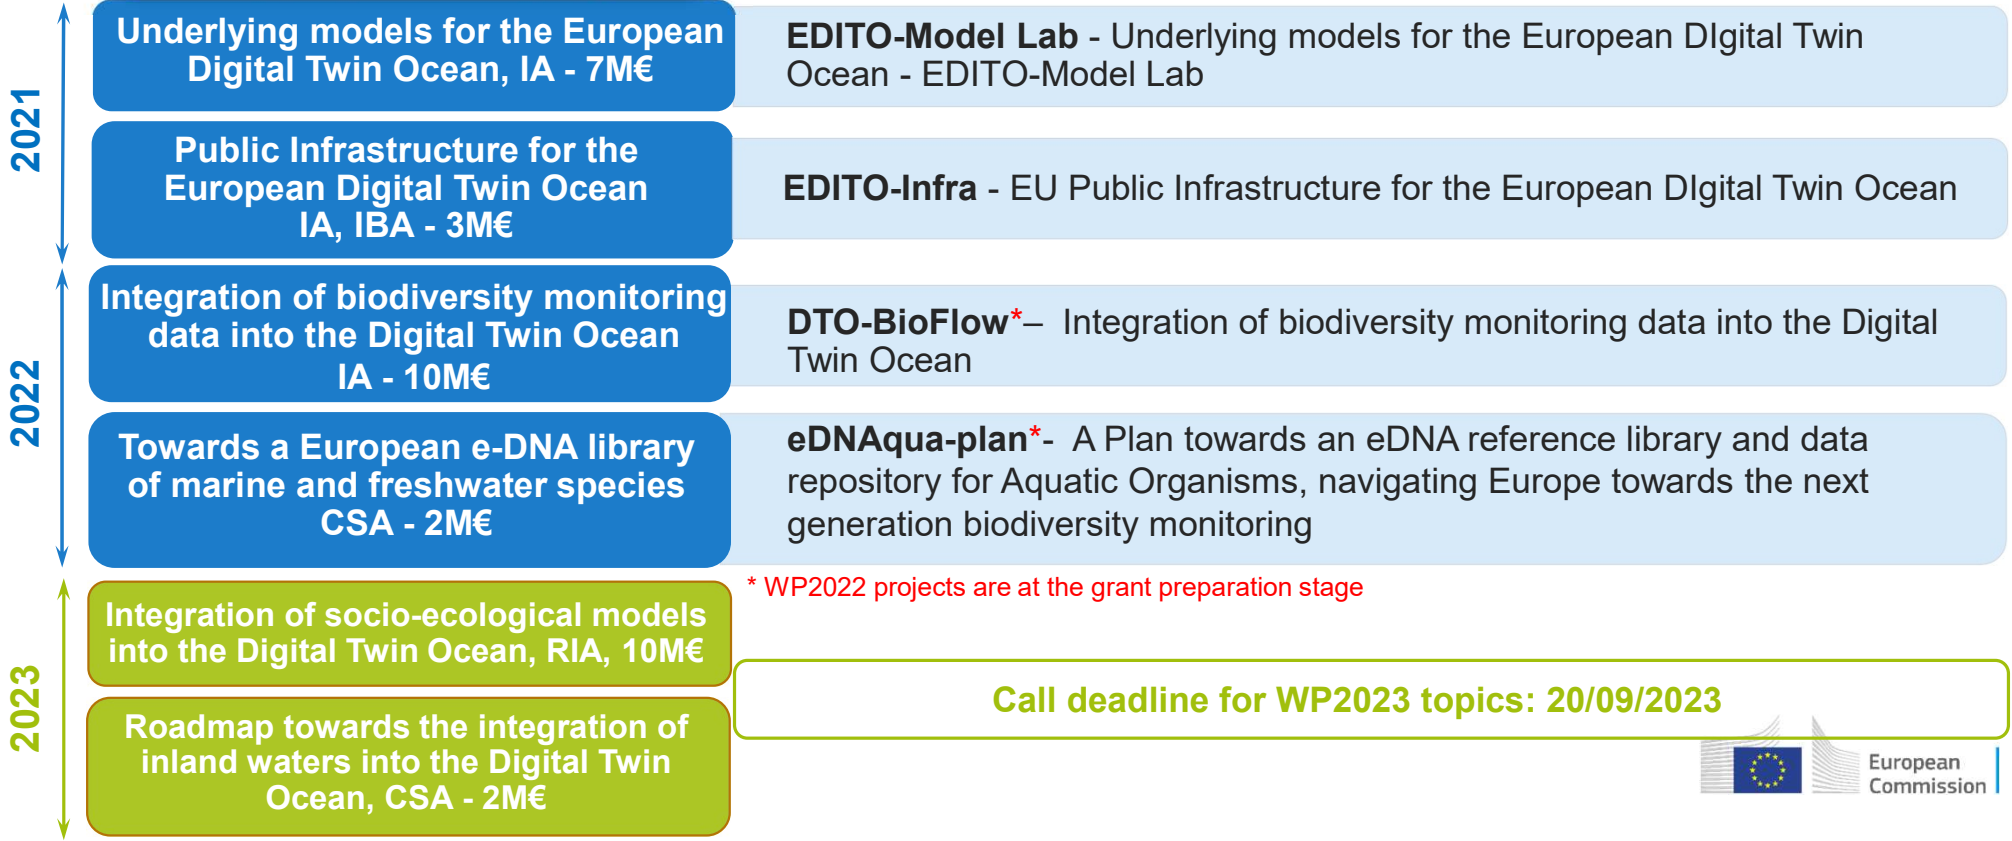 2021
Underlying models for the European
Digital Twin Ocean, IA - 7M€
EDITO-Model Lab - Underlying models for the European DIgital Twin
Ocean - EDITO-Model Lab
Public Infrastructure for the
European Digital Twin Ocean
IA, IBA - 3M€
EDITO-Infra - EU Public Infrastructure for the European DIgital Twin Ocean
2022
Integration of biodiversity monitoring
data into the Digital Twin Ocean
IA - 10M€
DTO-BioFlow*– Integration of biodiversity monitoring data into the Digital
Twin Ocean
Towards a European e-DNA library
of marine and freshwater species
CSA - 2M€
eDNAqua-plan*- A Plan towards an eDNA reference library and data
repository for Aquatic Organisms, navigating Europe towards the next
generation biodiversity monitoring
* WP2022 projects are at the grant preparation stage
2023
Integration of socio-ecological models
into the Digital Twin Ocean, RIA, 10M€
Roadmap towards the integration of
inland waters into the Digital Twin
Ocean, CSA - 2M€
Call deadline for WP2023 topics: 20/09/2023
European
Commission